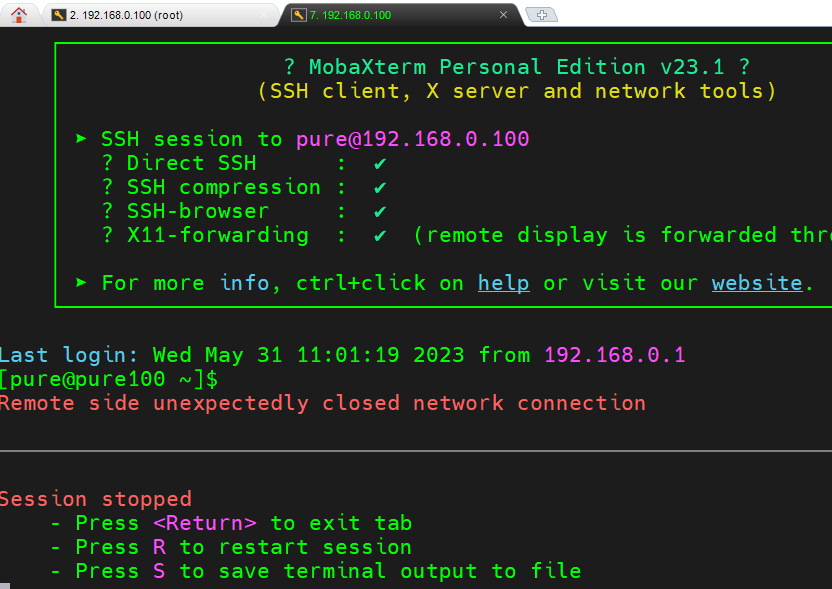 2. 192.168.0.100 (root)
7. 192.168.0.100
? MobaXterm Personal Edition v23.1 ?
(SSH client, X server and network tools)
➤ SSH session to pure@192.168.0.100
? Direct SSH : ✔
? SSH compression : ✔
? SSH-browser : ✔
? X11-forwarding : ✔ (remote display is forwarded thr
➤ For more info, ctrl+click on help or visit our website.
Last login: Wed May 31 11:01:19 2023 from 192.168.0.1
[pure@pure100 ~]$
Remote side unexpectedly closed network connection
Session stopped
- Press <Return> to exit tab
- Press R to restart session
- Press S to save terminal output to file